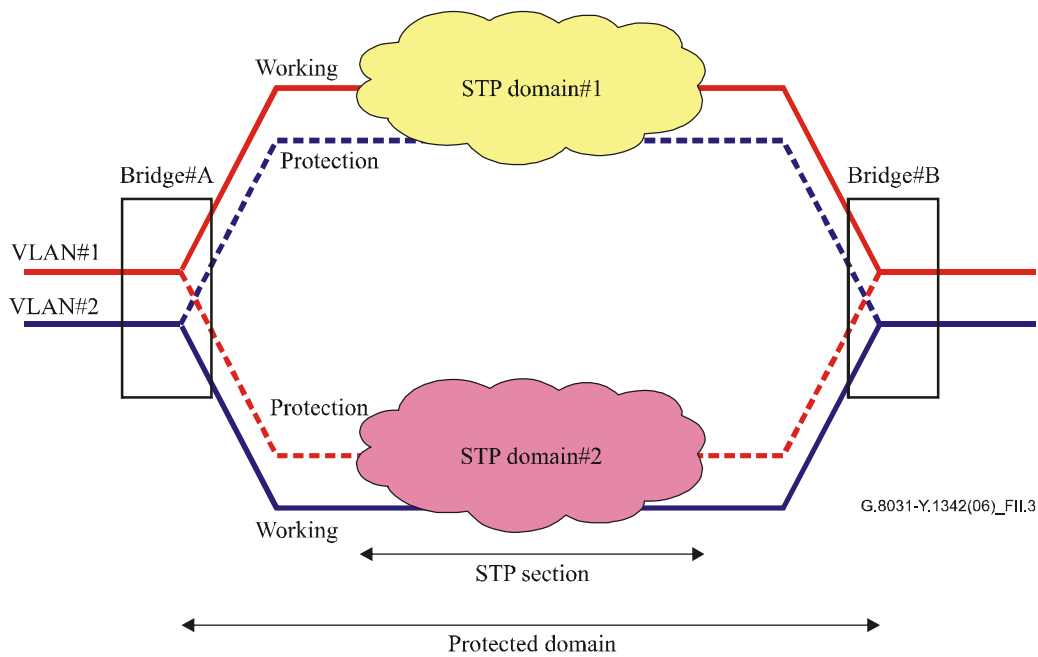 Working
STP domain#1
Protection
Bridge#A
Bridge#B
VLAN#1
VLAN#2
Protection
STP domain#2
G.8031-Y.1342(06)_FII.3
Working
STP section
Protected domain